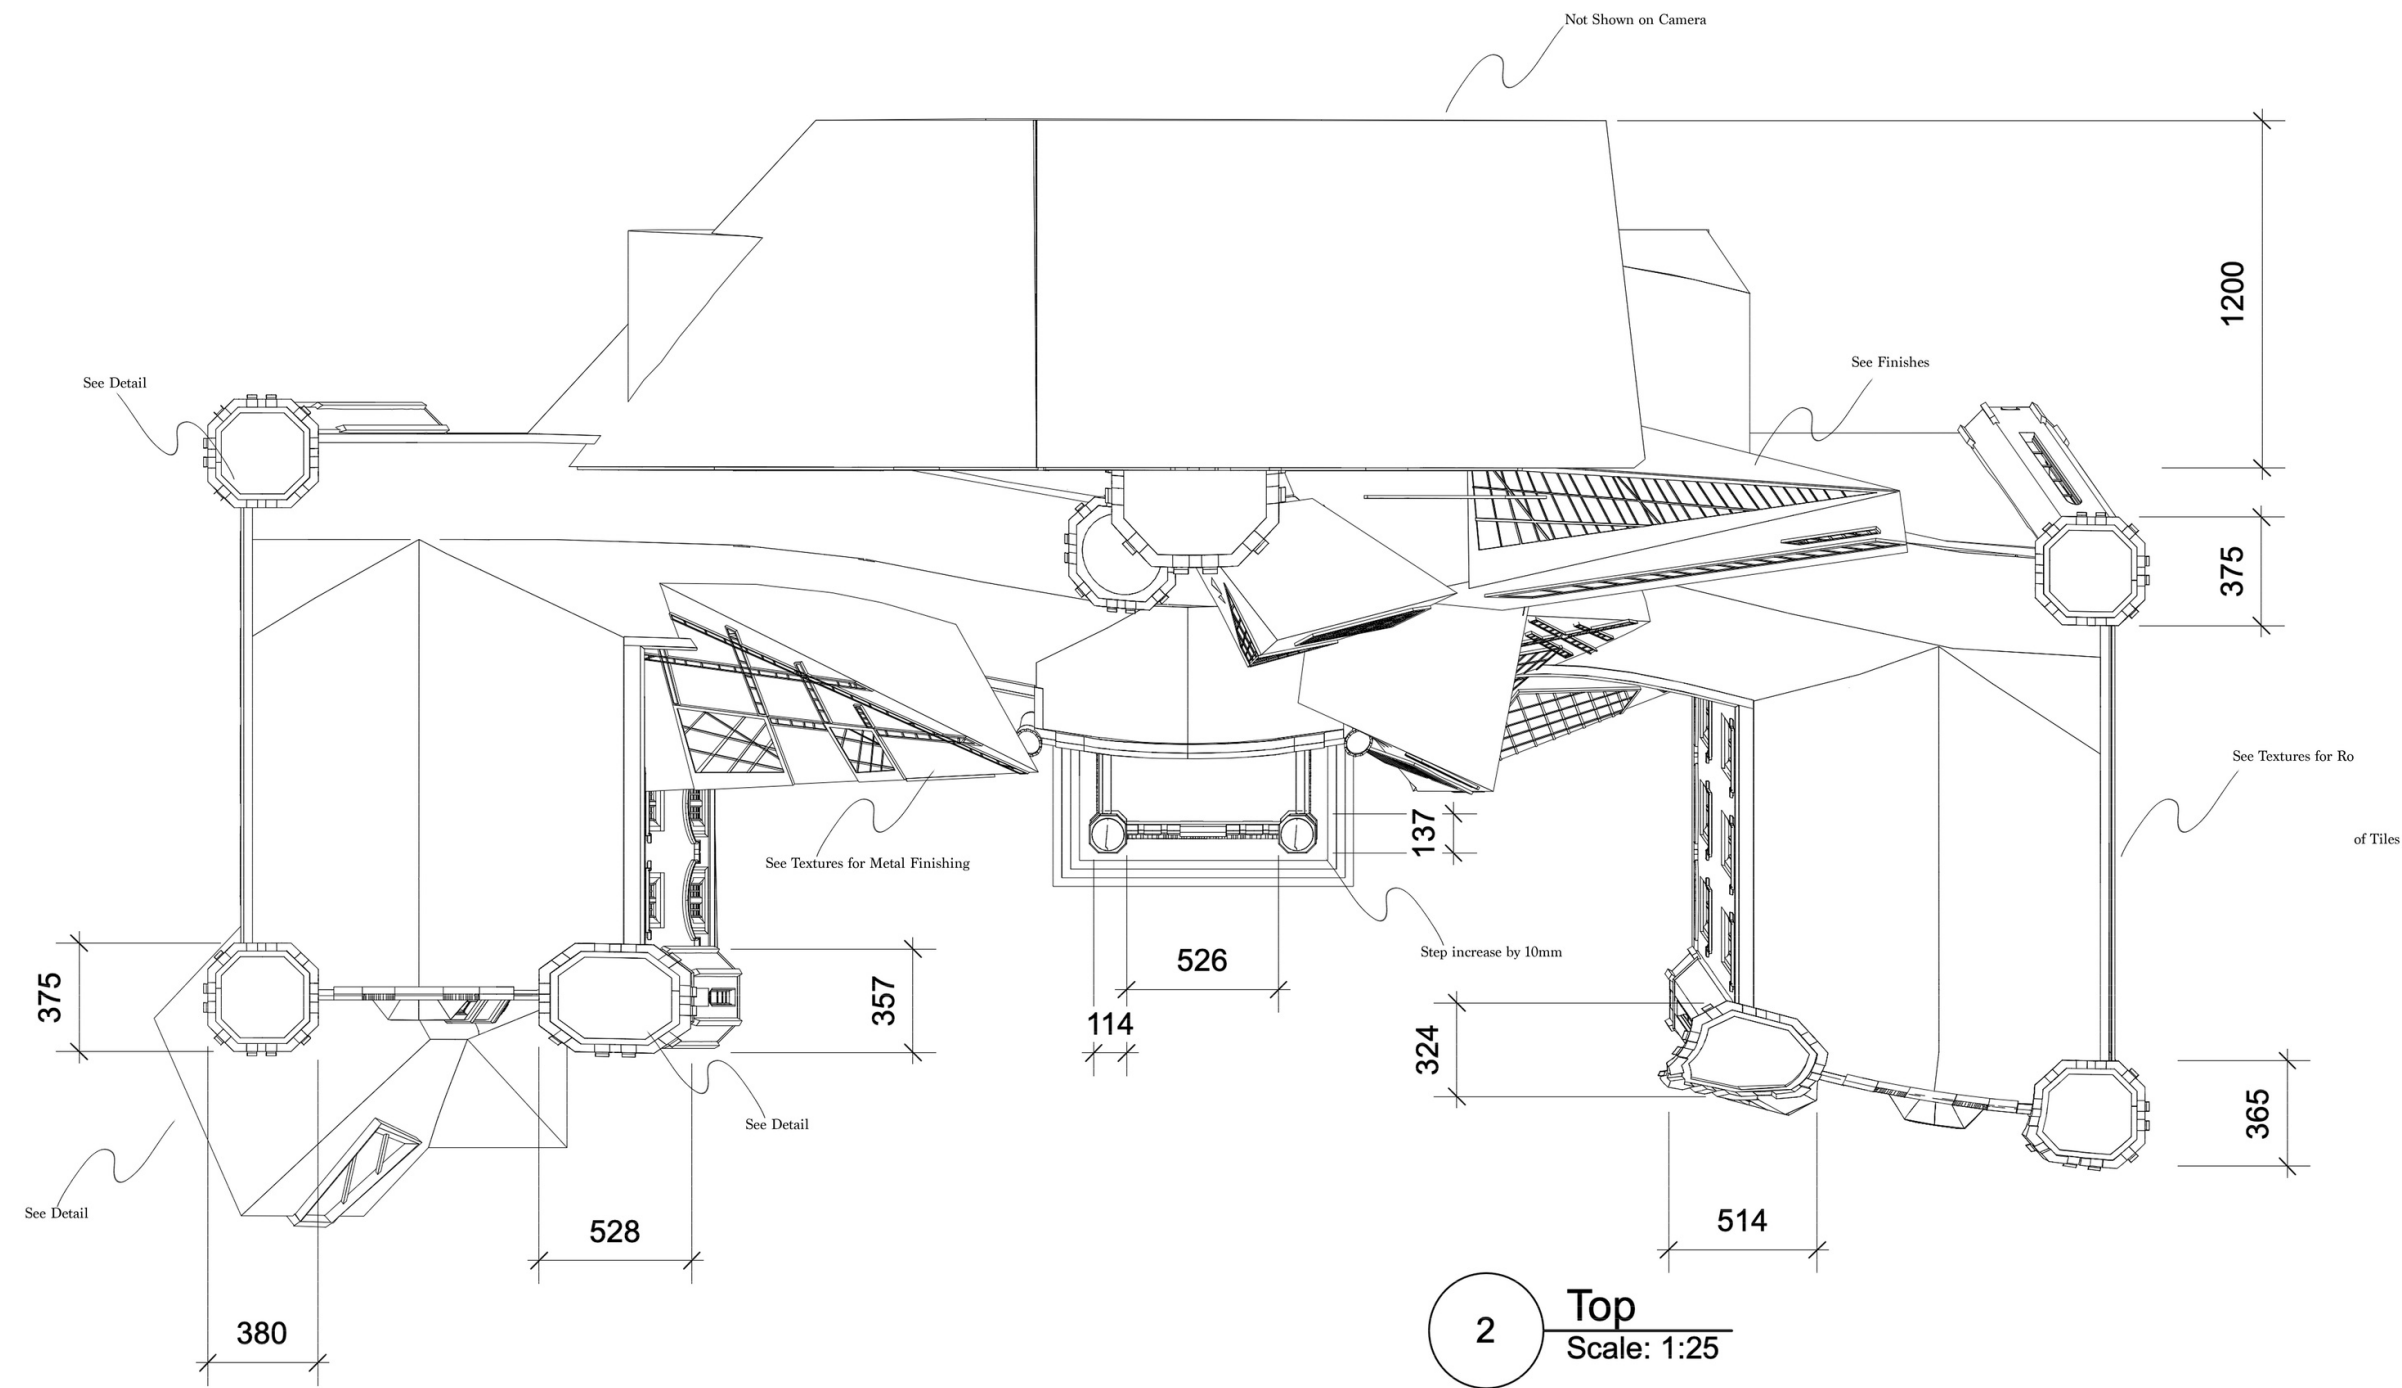 Not Shown on Camera
1200
See Finishes
See Detail
375
See Textures for Ro
of Tiles
137
See Textures for Metal Finishing
Step increase by 10mm
526
375
357
114
324
365
See Detail
See Detail
514
528
380
2
Top
Scale: 1:25